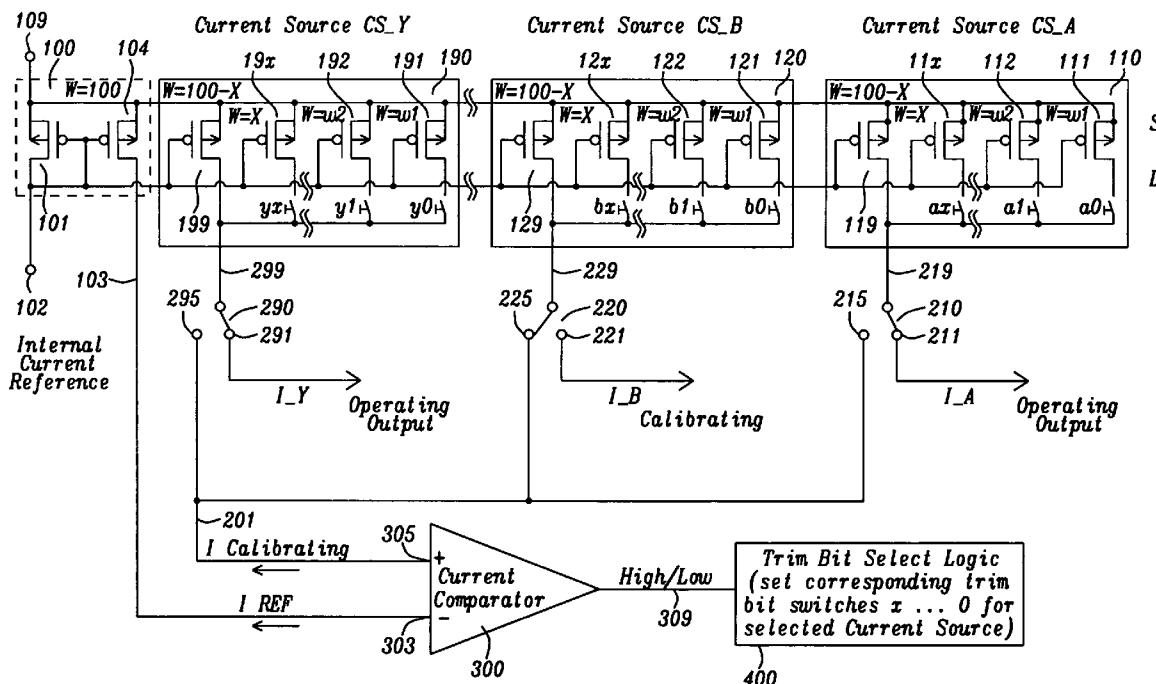 109
100
104
W=100
101
102
103
Internal
Current
Reference
Current Source CS_Y
19x
192
191
190
W=100-X
W=X
W=w2
W=w1
199
yx
y1
y0
299
295
290
291
I_Y
Operating
Output
Current Source CS_B
12x
122
121
120
W=100-X
W=X
W=w2
W=w1
129
bx
b1
b0
229
225
220
221
I_B
Calibrating
Current Source CS_A
11x
112
111
110
W=100-X
W=X
W=w2
W=w1
S
119
ax
a1
a0
219
215
210
211
I_A
Operating
Output
201
I Calibrating
305
+
Current
Comparator
I REF
-
303
300
High/Low
309
Trim Bit Select Logic
(set corresponding trim
bit switches x ... 0 for
selected Current Source)
400